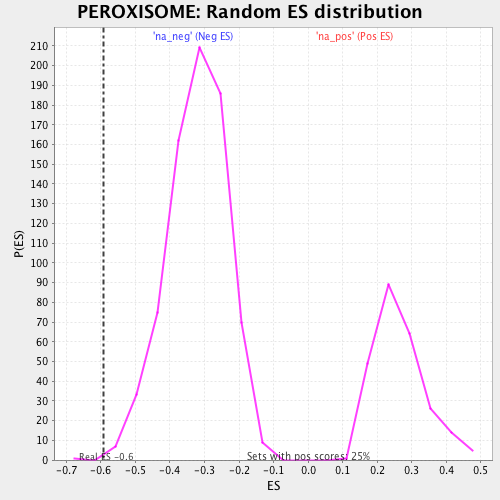 PEROXISOME: Random ES distribution
'na_neg' (Neg ES)
'na_pos' (Pos ES)
210
200
190
180
170
160
150
140
130
120
110
100
90
80
70
60
50
40
30
20
10
0
P(ES)
Real ES -0.6
Sets with pos scores: 25%
-0.7 -0.6 -0.5 -0.4 -0.3 -0.2 -0.1 0.0 0.1 0.2 0.3 0.4 0.5
ES